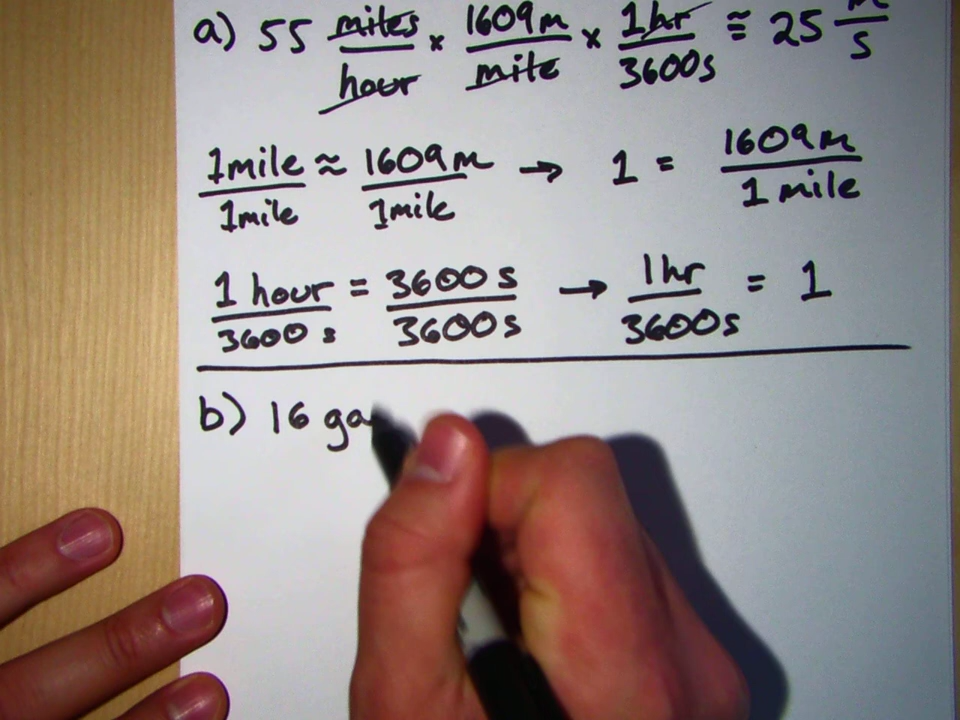 a) 55 miles/hour × 1609m/mile × 1hr/3600s ≅ 25 m/s
1mile/1mile ≈ 1609m/1mile → 1 = 1609m/1 mile
1 hour/3600 s = 3600 s/3600s → 1hr/3600s = 1
b) 16 ga